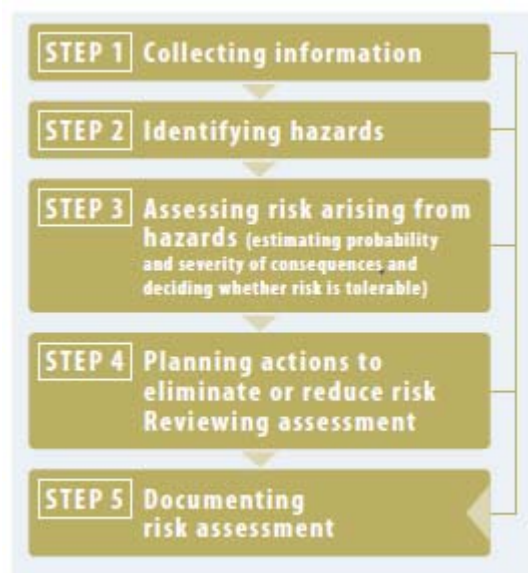 STEP 1 Collecting information
STEP 2 Identifying hazards
STEP 3 Assessing risk arising from
hazards (estimating probability
and severity of consequences and
deciding whether risk is tolerable)
STEP 4 Planning actions to
eliminate or reduce risk
Reviewing assessment
STEP 5 Documenting
risk assessment